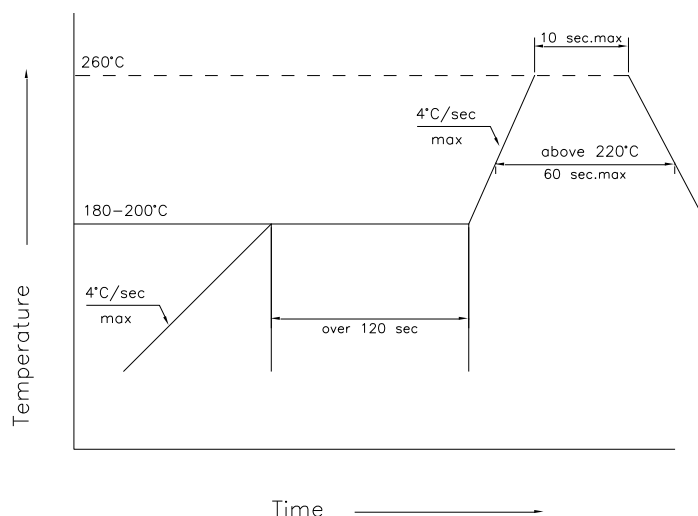 10 sec.max
260°C
4°C/sec
max
above 220°C
60 sec.max
180-200°C
4°C/sec
max
over 120 sec
Temperature
Time